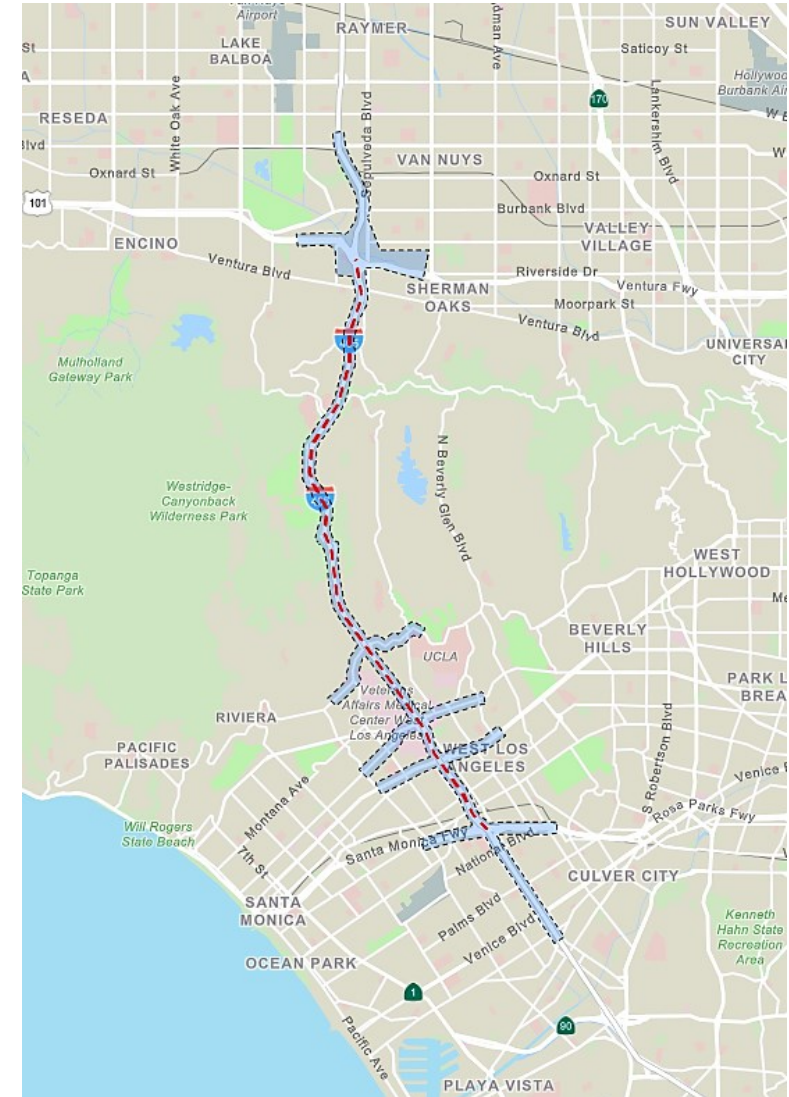 Airport
RAYMER
SUN VALLEY
LAKE
BALBOA
St
Saticoy St
White Oak Ave
Sepulveda Blvd
Lankershim Blvd
170
Hollywood
Burbank Air
RESEDA
Blvd
Oxnard St
VAN NUYS
Oxnard St
101
Burbank Blvd
VALLEY
VILLAGE
ENCINO
Ventura Blvd
Riverside Dr
SHERMAN
OAKS
Ventura Fwy
Moorpark St
Ventura Blvd
UNIVERSAL
CITY
Mulholland
Gateway Park
N Beverly Glen Blvd
Westridge-
Canyonback
Wilderness Park
WEST
HOLLYWOOD
Topanga
State Park
BEVERLY
HILLS
UCLA
Veterans
Affairs Medical
Center West
Los Angeles
PARK L
BREA
RIVIERA
WEST LOS
ANGELES
PACIFIC
PALISADES
S Robertson Blvd
Venice
Montana Ave
Rosa Parks Fwy
Will Rogers
State Beach
7th St
Santa Monica Fwy
National Blvd
CULVER CITY
SANTA
MONICA
Palms Blvd
Venice Blvd
Kenneth
Hahn State
Recreation
Area
OCEAN PARK
1
Pacific Ave
90
PLAYA VISTA